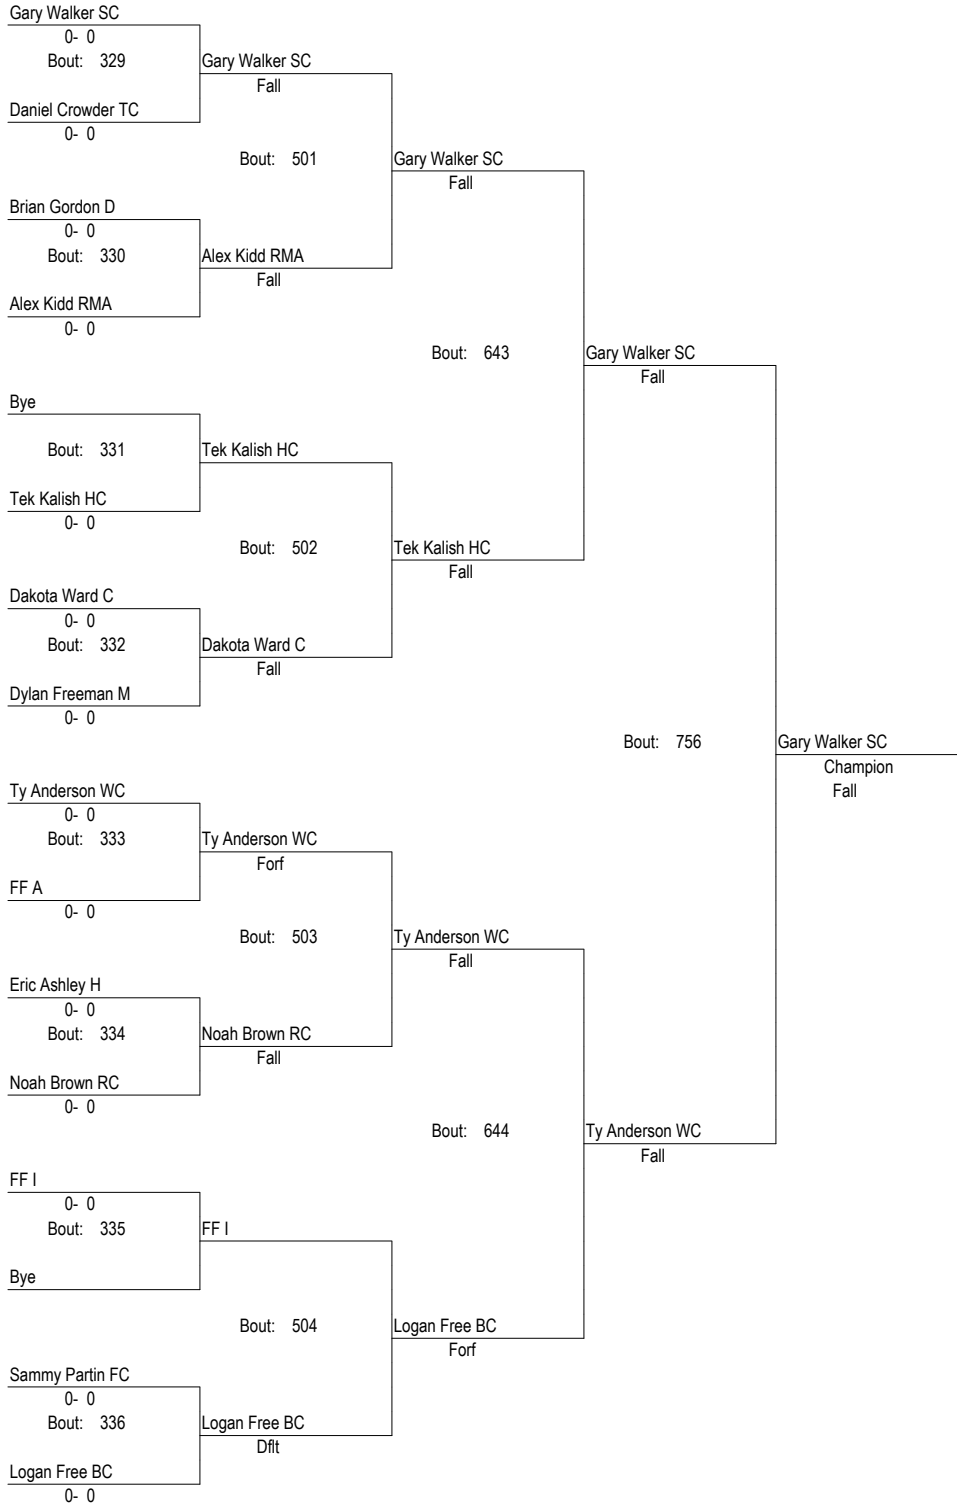 Gary Walker SC
0- 0
Bout: 329
Gary Walker SC
Fall
Daniel Crowder TC
0- 0
Bout: 501
Gary Walker SC
Fall
Brian Gordon D
0- 0
Bout: 330
Alex Kidd RMA
Fall
Alex Kidd RMA
0- 0
Bout: 643
Gary Walker SC
Fall
Bye
Bout: 331
Tek Kalish HC
Tek Kalish HC
0- 0
Bout: 502
Tek Kalish HC
Fall
Dakota Ward C
0- 0
Bout: 332
Dakota Ward C
Fall
Dylan Freeman M
0- 0
Bout: 756
Gary Walker SC
Champion
Fall
Ty Anderson WC
0- 0
Bout: 333
Ty Anderson WC
Forf
FF A
0- 0
Bout: 503
Ty Anderson WC
Fall
Eric Ashley H
0- 0
Bout: 334
Noah Brown RC
Fall
Noah Brown RC
0- 0
Bout: 644
Ty Anderson WC
Fall
FF I
0- 0
Bout: 335
FF I
Bye
Bout: 504
Logan Free BC
Forf
Sammy Partin FC
0- 0
Bout: 336
Logan Free BC
Dflt
Logan Free BC
0- 0